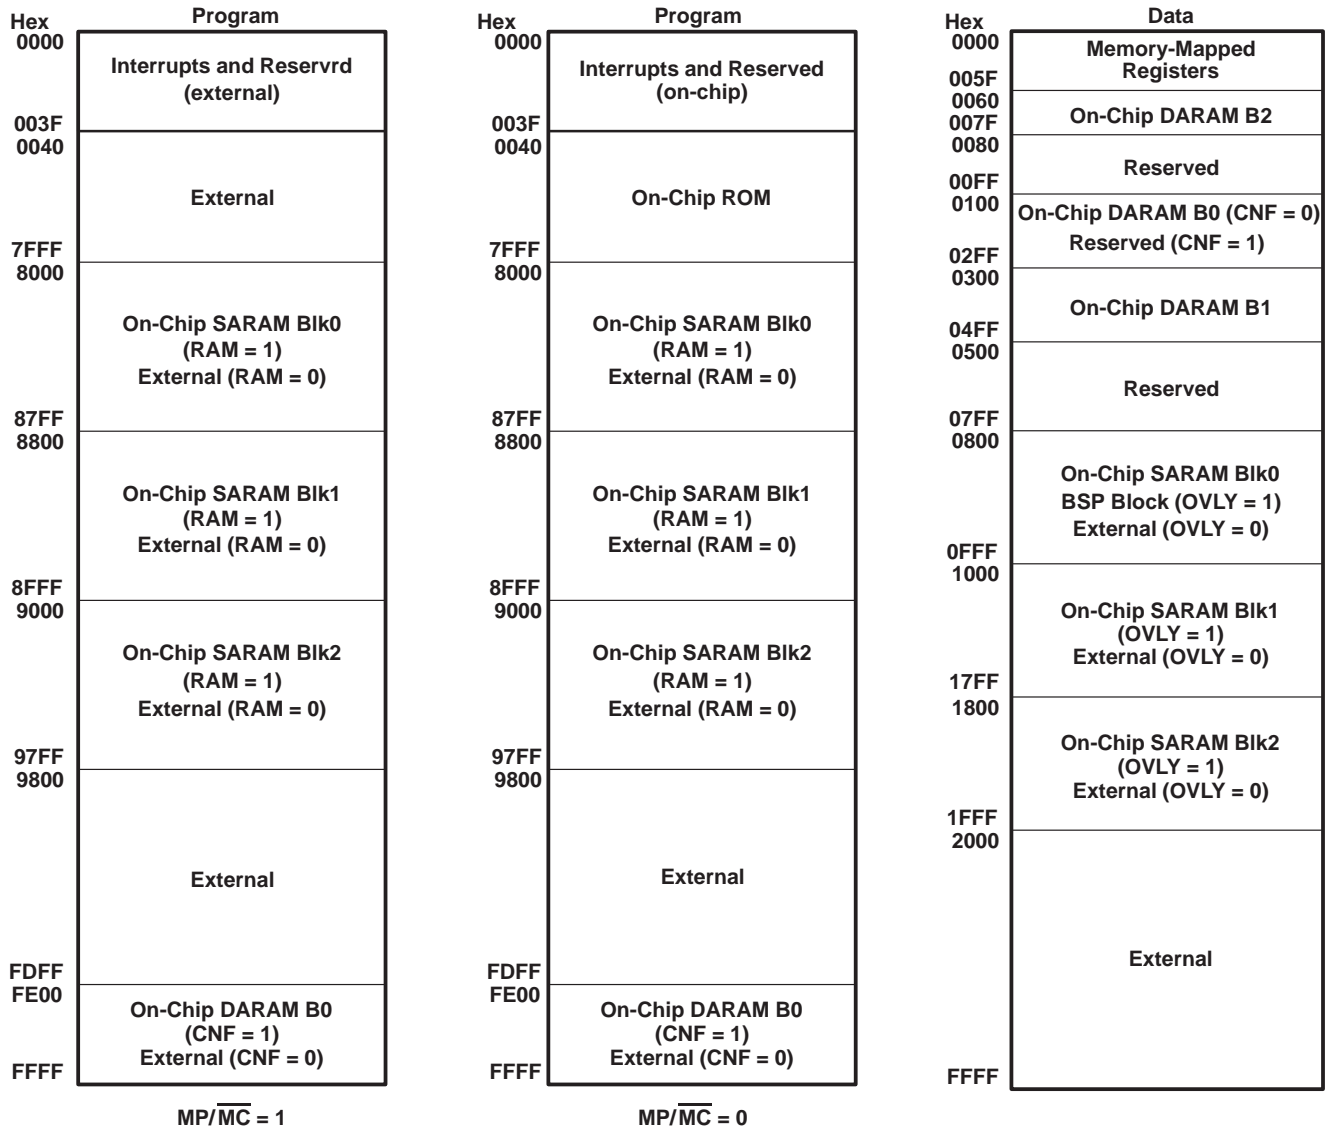 Hex
Program
0000
Interrupts and Reservrd
(external)
003F
0040
External
7FFF
8000
On-Chip SARAM Blk0
(RAM = 1)
External (RAM = 0)
87FF
8800
On-Chip SARAM Blk1
(RAM = 1)
External (RAM = 0)
8FFF
9000
On-Chip SARAM Blk2
(RAM = 1)
External (RAM = 0)
97FF
9800
External
FDFF
FE00
On-Chip DARAM B0
(CNF = 1)
External (CNF = 0)
FFFF
MP/MC = 1
Hex
Program
0000
Interrupts and Reserved
(on-chip)
003F
0040
On-Chip ROM
7FFF
8000
On-Chip SARAM Blk0
(RAM = 1)
External (RAM = 0)
87FF
8800
On-Chip SARAM Blk1
(RAM = 1)
External (RAM = 0)
8FFF
9000
On-Chip SARAM Blk2
(RAM = 1)
External (RAM = 0)
97FF
9800
External
FDFF
FE00
On-Chip DARAM B0
(CNF = 1)
External (CNF = 0)
FFFF
MP/MC = 0
Hex
Data
0000
Memory-Mapped
Registers
005F
0060
On-Chip DARAM B2
007F
0080
Reserved
00FF
0100
On-Chip DARAM B0 (CNF = 0)
Reserved (CNF = 1)
02FF
0300
On-Chip DARAM B1
04FF
0500
Reserved
07FF
0800
On-Chip SARAM Blk0
BSP Block (OVLY = 1)
External (OVLY = 0)
0FFF
1000
On-Chip SARAM Blk1
(OVLY = 1)
External (OVLY = 0)
17FF
1800
On-Chip SARAM Blk2
(OVLY = 1)
External (OVLY = 0)
1FFF
2000
External
FFFF